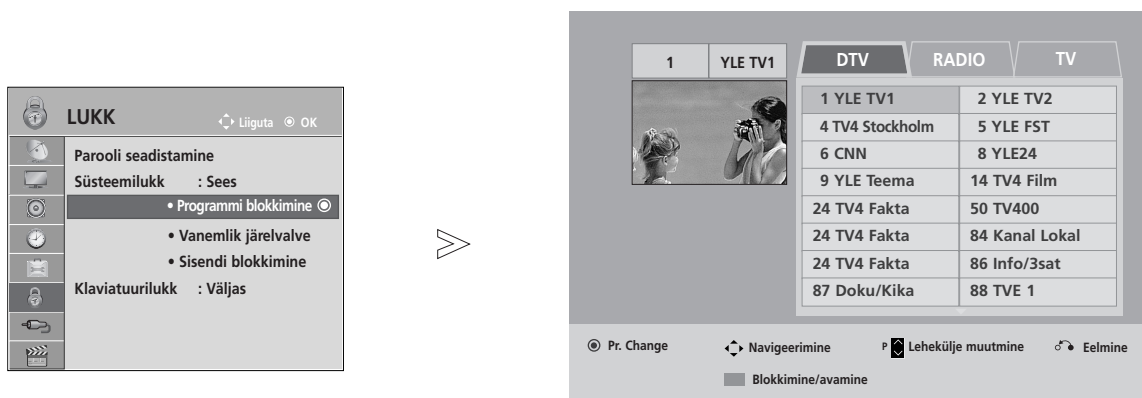 LUKK
Liiguta OK
Parooli seadistamine
Süsteemilukk : Sees
• Programmi blokkimine
• Vanemlik järelvalve
• Sisendi blokkimine
Klaviatuurilukk : Väljas
1 YLE TV1
DTV RADIO TV
1 YLE TV1 2 YLE TV2
4 TV4 Stockholm 5 YLE FST
6 CNN 8 YLE24
9 YLE Teema 14 TV4 Film
24 TV4 Fakta 50 TV400
24 TV4 Fakta 84 Kanal Lokal
24 TV4 Fakta 86 Info/3sat
87 Doku/Kika 88 TVE 1
Pr. Change Navigeerimine P Lehekülje muutmine Eelmine
Blokkimine/avamine